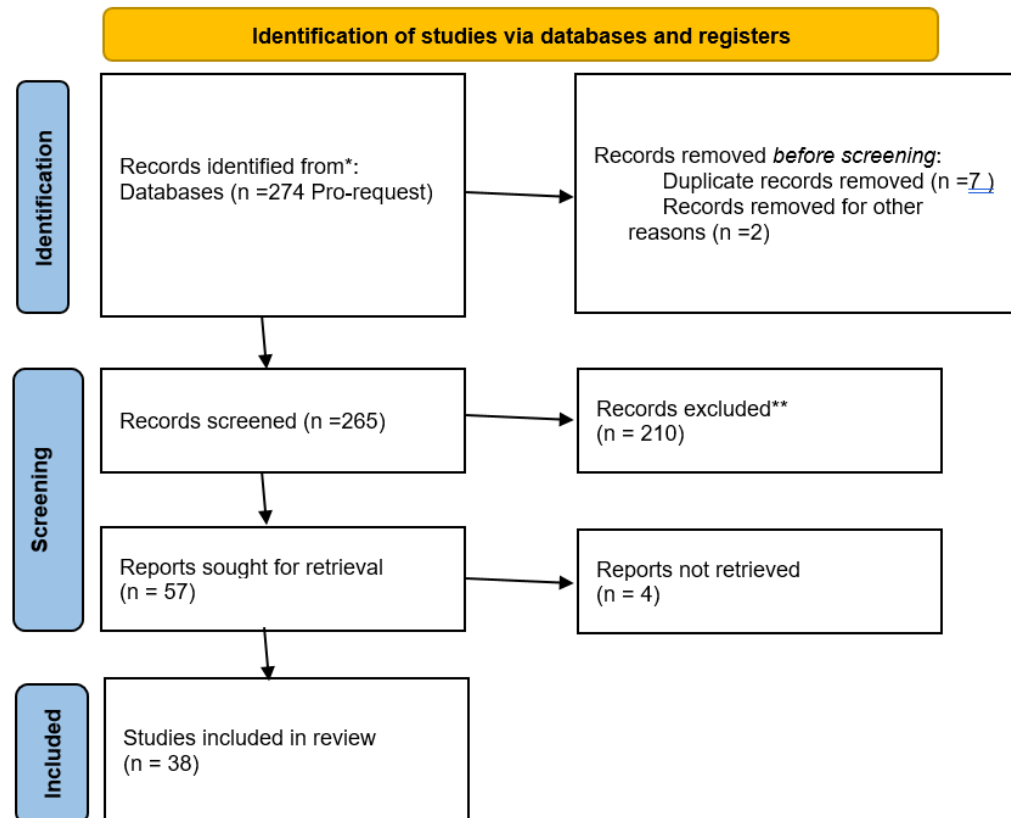 Identification of studies via databases and registers
Identification
Records identified from*:
Databases (n =274 Pro-request)
Records removed before screening:
Duplicate records removed (n =7 )
Records removed for other
reasons (n =2)
Screening
Records screened (n =265)
Records excluded**
(n = 210)
Reports sought for retrieval
(n = 57)
Reports not retrieved
(n = 4)
Included
Studies included in review
(n = 38)